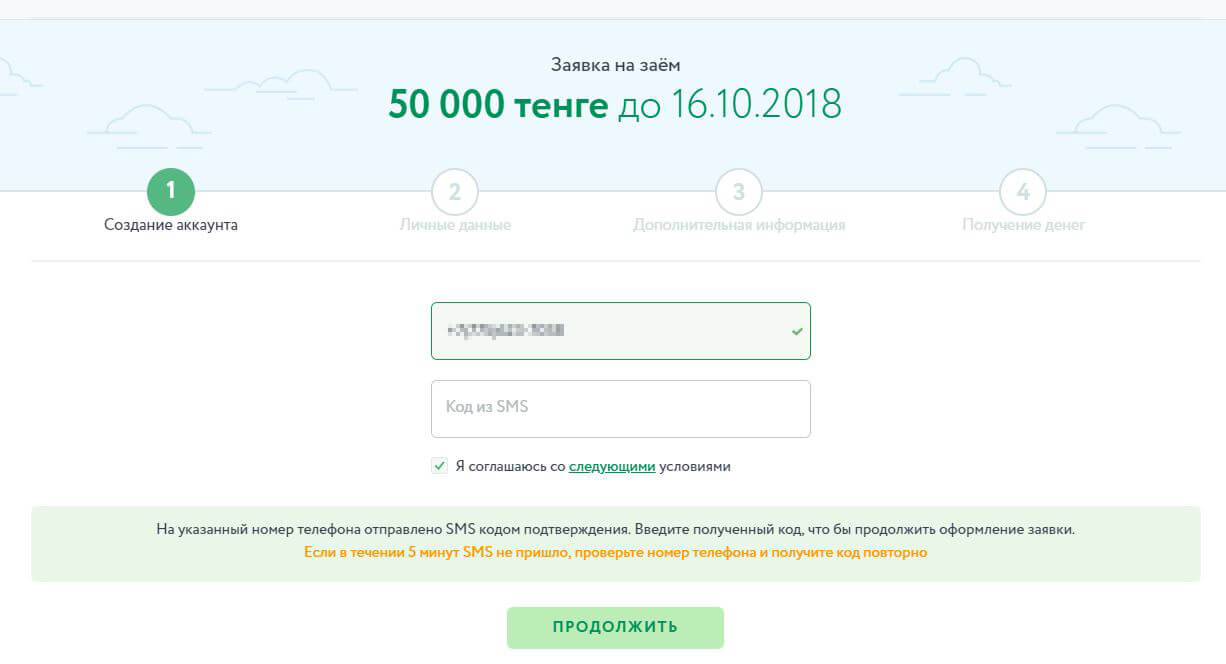 Заявка на заём
50 000 тенге до 16.10.2018
1
2
3
4
Создание аккаунта
Личные данные
Дополнительная информация
Получение денег
Код из SMS
Я соглашаюсь со следующими условиями
На указанный номер телефона отправлено SMS кодом подтверждения. Введите полученный код, что бы продолжить оформление заявки.
Если в течении 5 минут SMS не пришло, проверьте номер телефона и получите код повторно
ПРОДОЛЖИТЬ